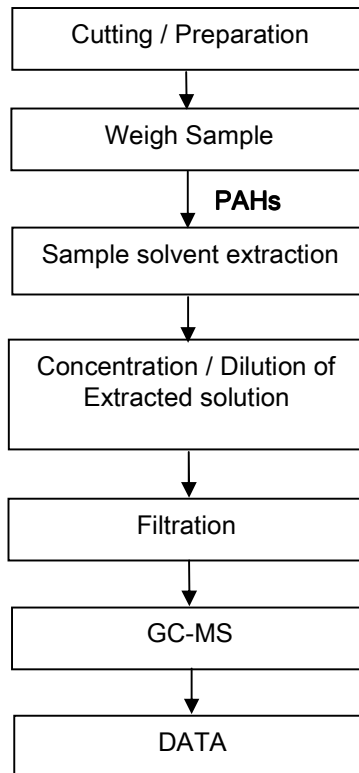 Cutting / Preparation
Weigh Sample
PAHs
Sample solvent extraction
Concentration / Dilution of
Extracted solution
Filtration
GC-MS
DATA